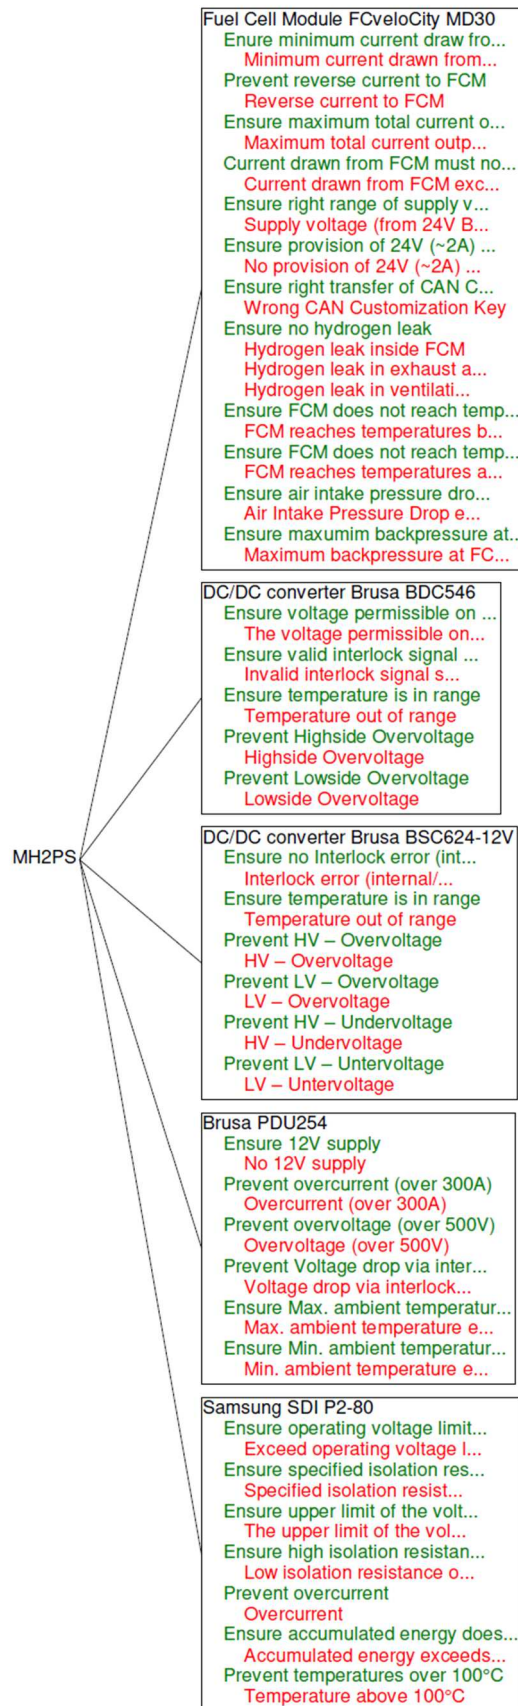 Fuel Cell Module FCveloCity MD30
Enure minimum current draw fro...
Minimum current drawn from...
Prevent reverse current to FCM
Reverse current to FCM
Ensure maximum total current o...
Maximum total current outp...
Current drawn from FCM must no...
Current drawn from FCM exc...
Ensure right range of supply v...
Supply voltage (from 24V B...
Ensure provision of 24V (~2A) ...
No provision of 24V (~2A) ...
Ensure right transfer of CAN C...
Wrong CAN Customization Key
Ensure no hydrogen leak
Hydrogen leak inside FCM
Hydrogen leak in exhaust a...
Hydrogen leak in ventilati...
Ensure FCM does not reach temp...
FCM reaches temperatures b...
Ensure FCM does not reach temp...
FCM reaches temperatures a...
Ensure air intake pressure dro...
Air Intake Pressure Drop e...
Ensure maxumim backpressure at...
Maximum backpressure at FC...
DC/DC converter Brusa BDC546
Ensure voltage permissible on ...
The voltage permissible on...
Ensure valid interlock signal ...
Invalid interlock signal s...
Ensure temperature is in range
Temperature out of range
Prevent Highside Overvoltage
Highside Overvoltage
Prevent Lowside Overvoltage
Lowside Overvoltage
MH2PS
DC/DC converter Brusa BSC624-12V
Ensure no Interlock error (int...
Interlock error (internal/...
Ensure temperature is in range
Temperature out of range
Prevent HV – Overvoltage
HV – Overvoltage
Prevent LV – Overvoltage
LV – Overvoltage
Prevent HV – Undervoltage
HV – Undervoltage
Prevent LV – Untervoltage
LV – Untervoltage
Brusa PDU254
Ensure 12V supply
No 12V supply
Prevent overcurrent (over 300A)
Overcurrent (over 300A)
Prevent overvoltage (over 500V)
Overvoltage (over 500V)
Prevent Voltage drop via inter...
Voltage drop via interlock...
Ensure Max. ambient temperatur...
Max. ambient temperature e...
Ensure Min. ambient temperatur...
Min. ambient temperature e...
Samsung SDI P2-80
Ensure operating voltage limit...
Exceed operating voltage l...
Ensure specified isolation res...
Specified isolation resist...
Ensure upper limit of the volt...
The upper limit of the vol...
Ensure high isolation resistan...
Low isolation resistance o...
Prevent overcurrent
Overcurrent
Ensure accumulated energy does...
Accumulated energy exceeds...
Prevent temperatures over 100°C
Temperature above 100°C